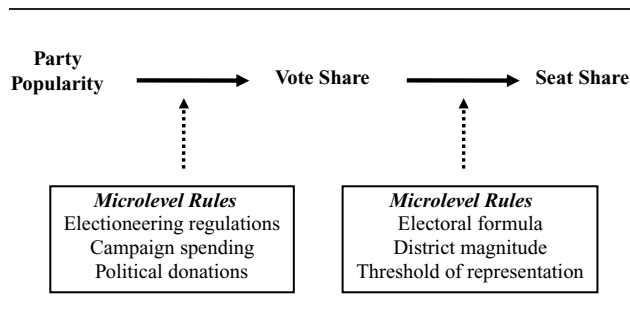 Party
Popularity
Vote Share
Seat Share
Microlevel Rules
Electioneering regulations
Campaign spending
Political donations
Microlevel Rules
Electoral formula
District magnitude
Threshold of representation